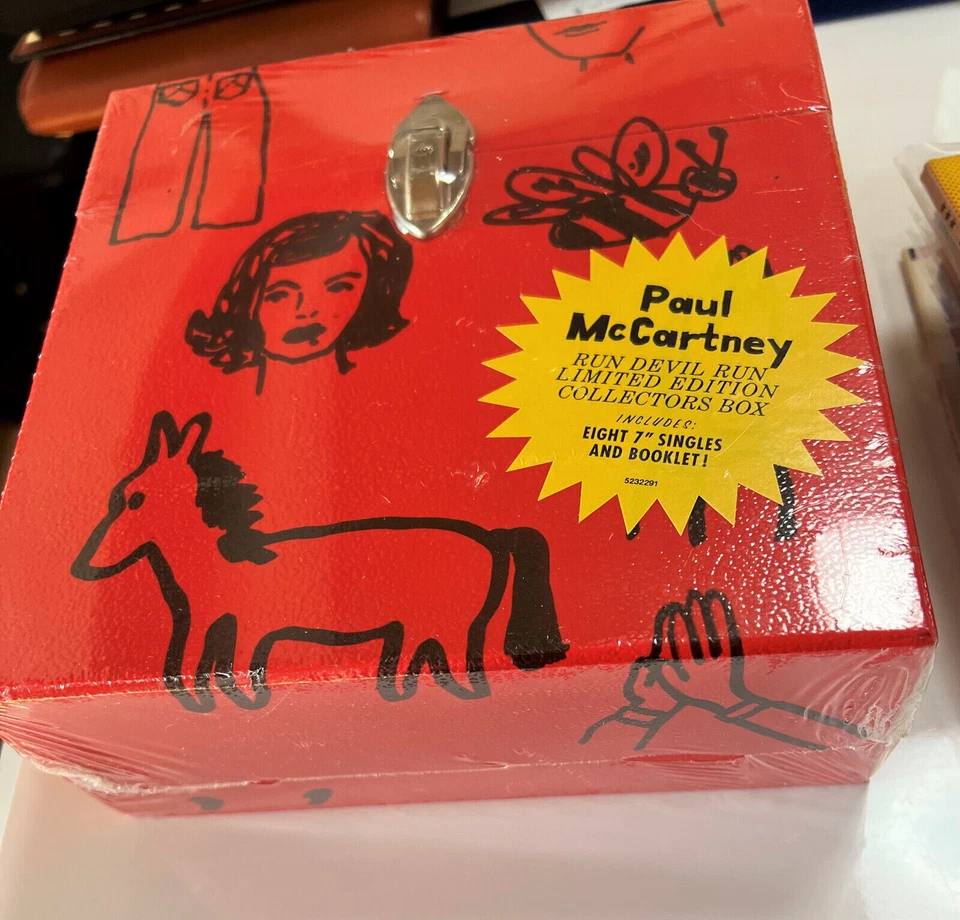 Paul
McCartney
RUN DEVIL RUN
LIMITED EDITION
COLLECTORS BOX
INCLUDES:
EIGHT 7" SINGLES
AND BOOKLET!
5232291